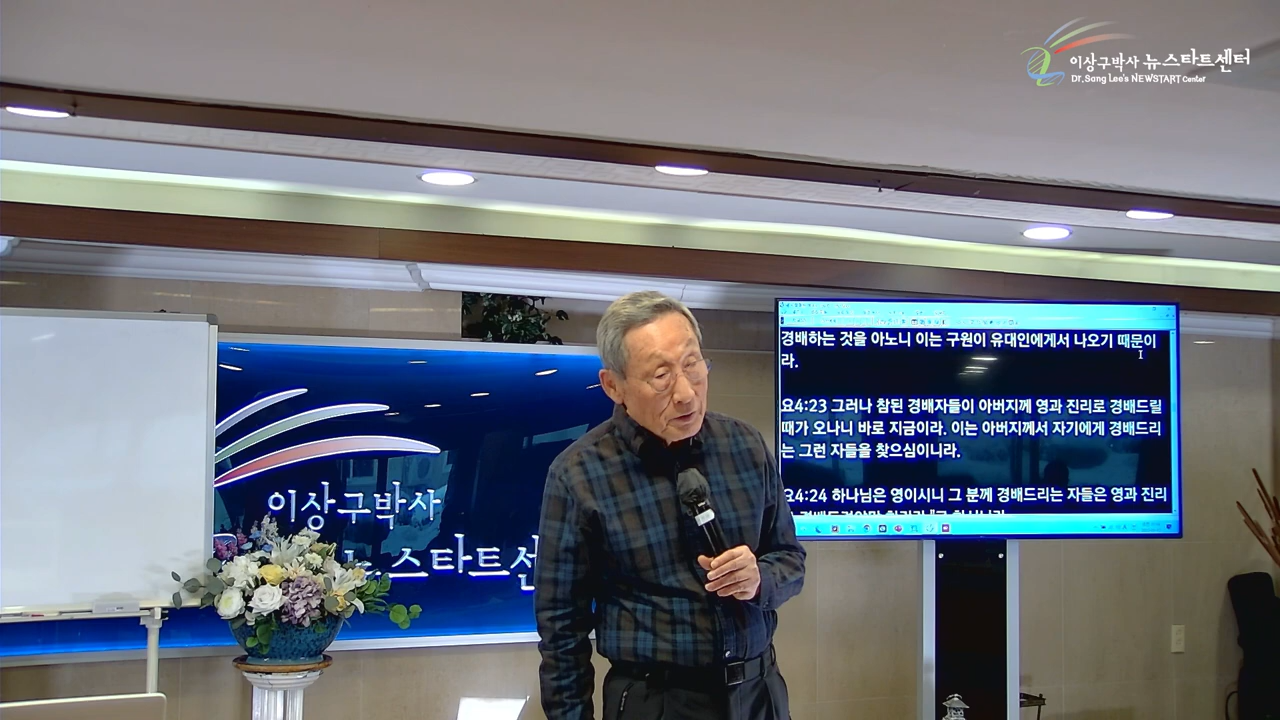 이상구박사 뉴스타트센터
Dr. Sang Lee's NEWSTART Center
경배하는 것을 아노니 이는 구원이 유대인에게서 나오기 때문이
라.
요4:23 그러나 참된 경배자들이 아버지께 영과 진리로 경배드릴
때가 오나니 바로 지금이라. 이는 아버지께서 자기에게 경배드리
는 그런 자들을 찾으심이니라.
요4:24 하나님은 영이시니 그 분께 경배드리는 자들은 영과 진리
이상구박사
뉴스타트센